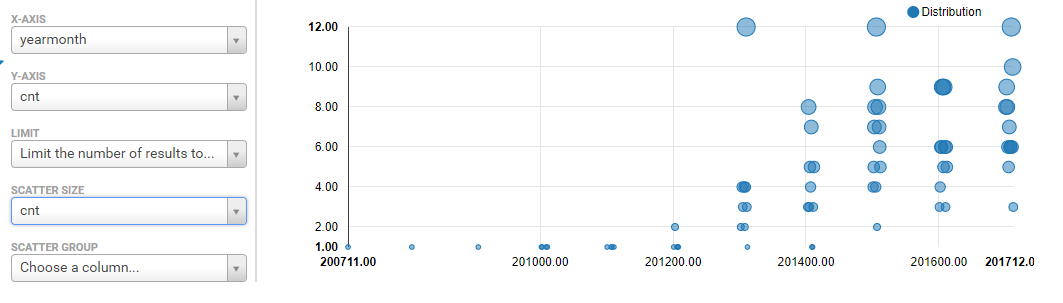 X-AXIS
yearmonth
Y-AXIS
cnt
LIMIT
Limit the number of results to...
SCATTER SIZE
cnt
SCATTER GROUP
Choose a column...
Distribution
12.00
10.00
8.00
6.00
4.00
2.00
1.00
200711.00 201000.00 201200.00 201400.00 201600.00 201712.0